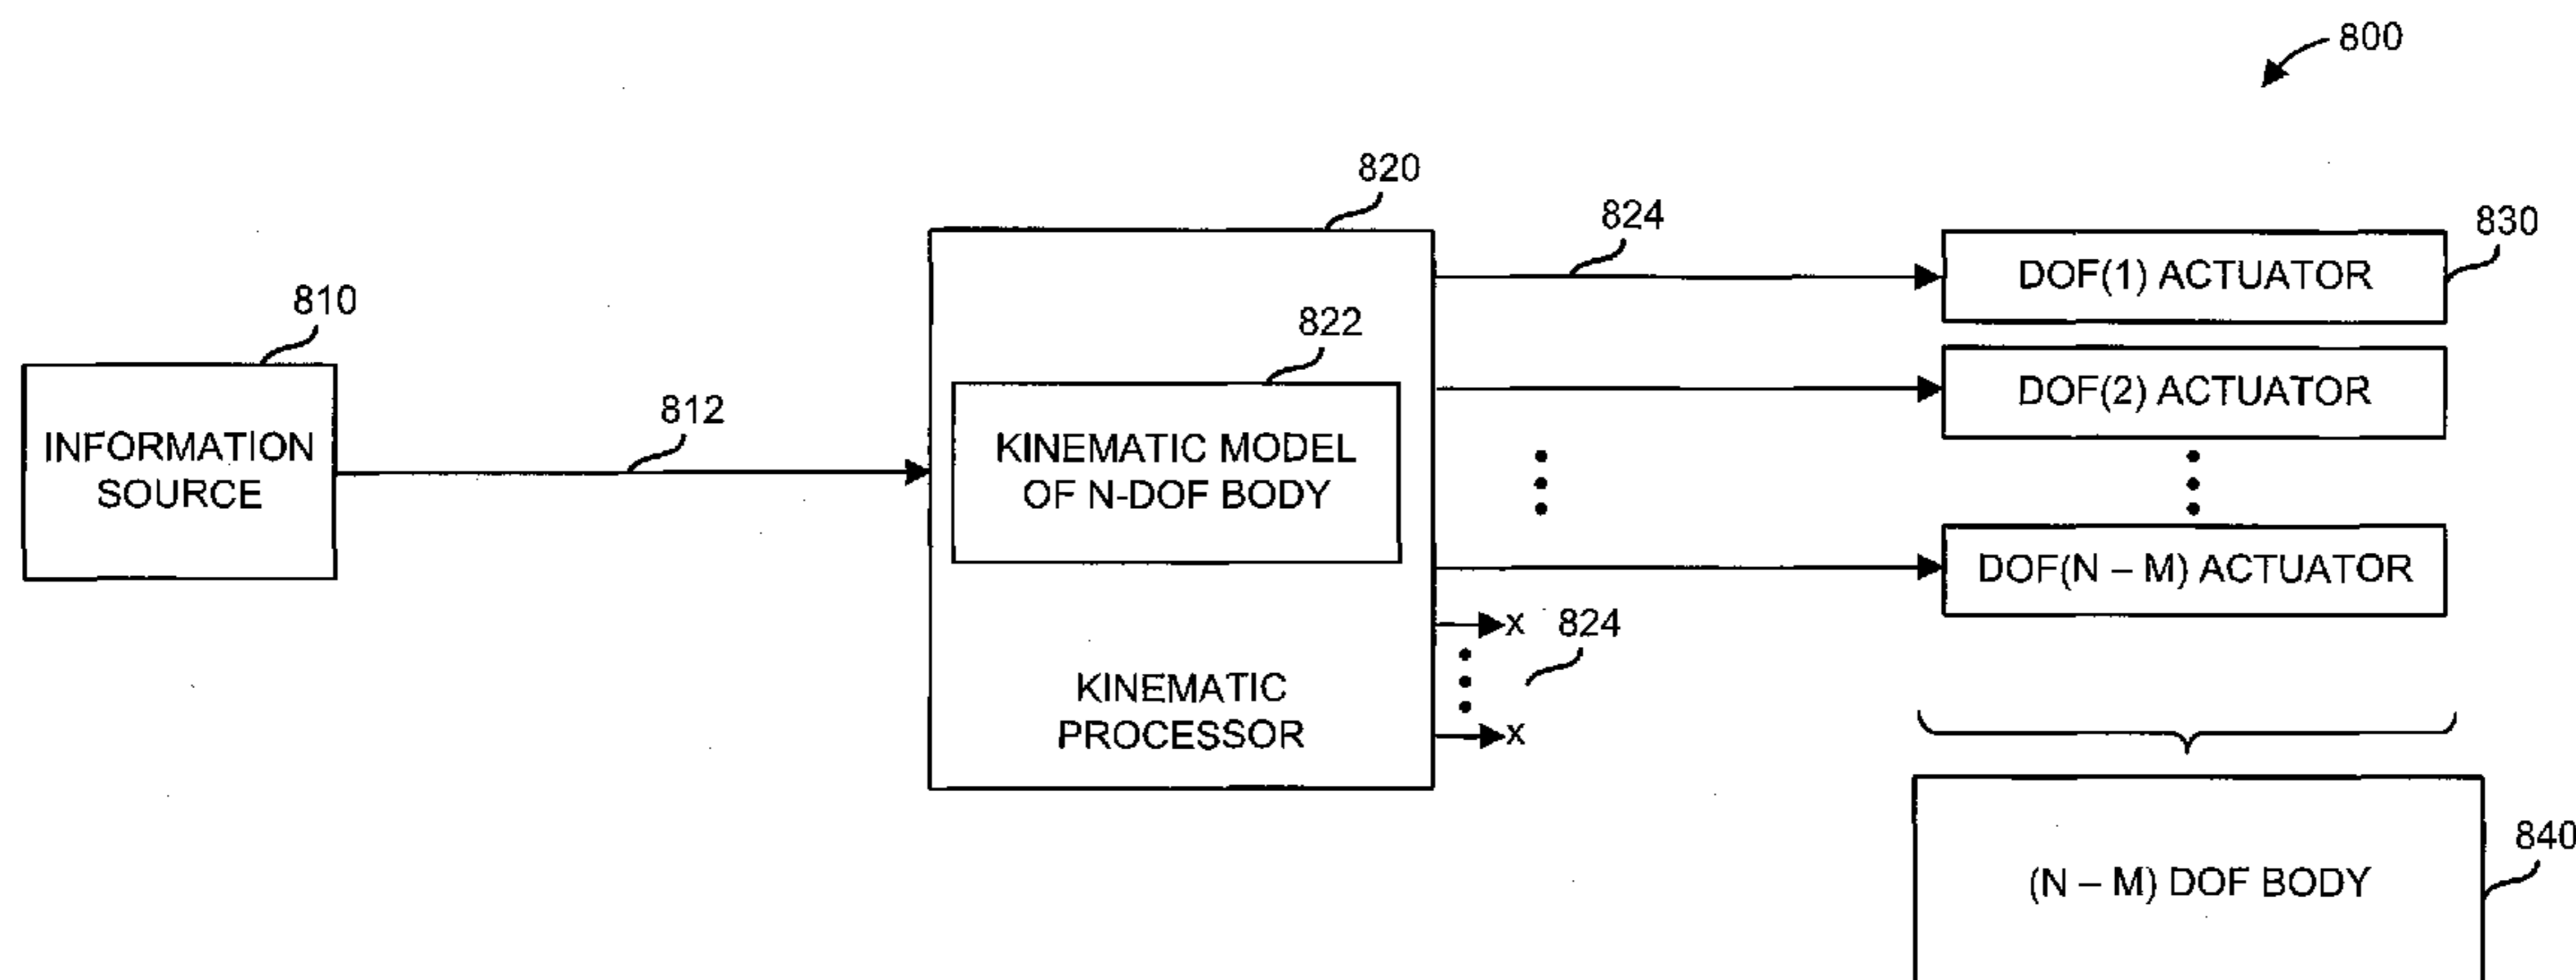 800
820
824
830
DOF(1) ACTUATOR
810
822
DOF(2) ACTUATOR
812
INFORMATION
SOURCE
KINEMATIC MODEL
OF N-DOF BODY
DOF(N – M) ACTUATOR
x
824
KINEMATIC
PROCESSOR
x
840
(N – M) DOF BODY